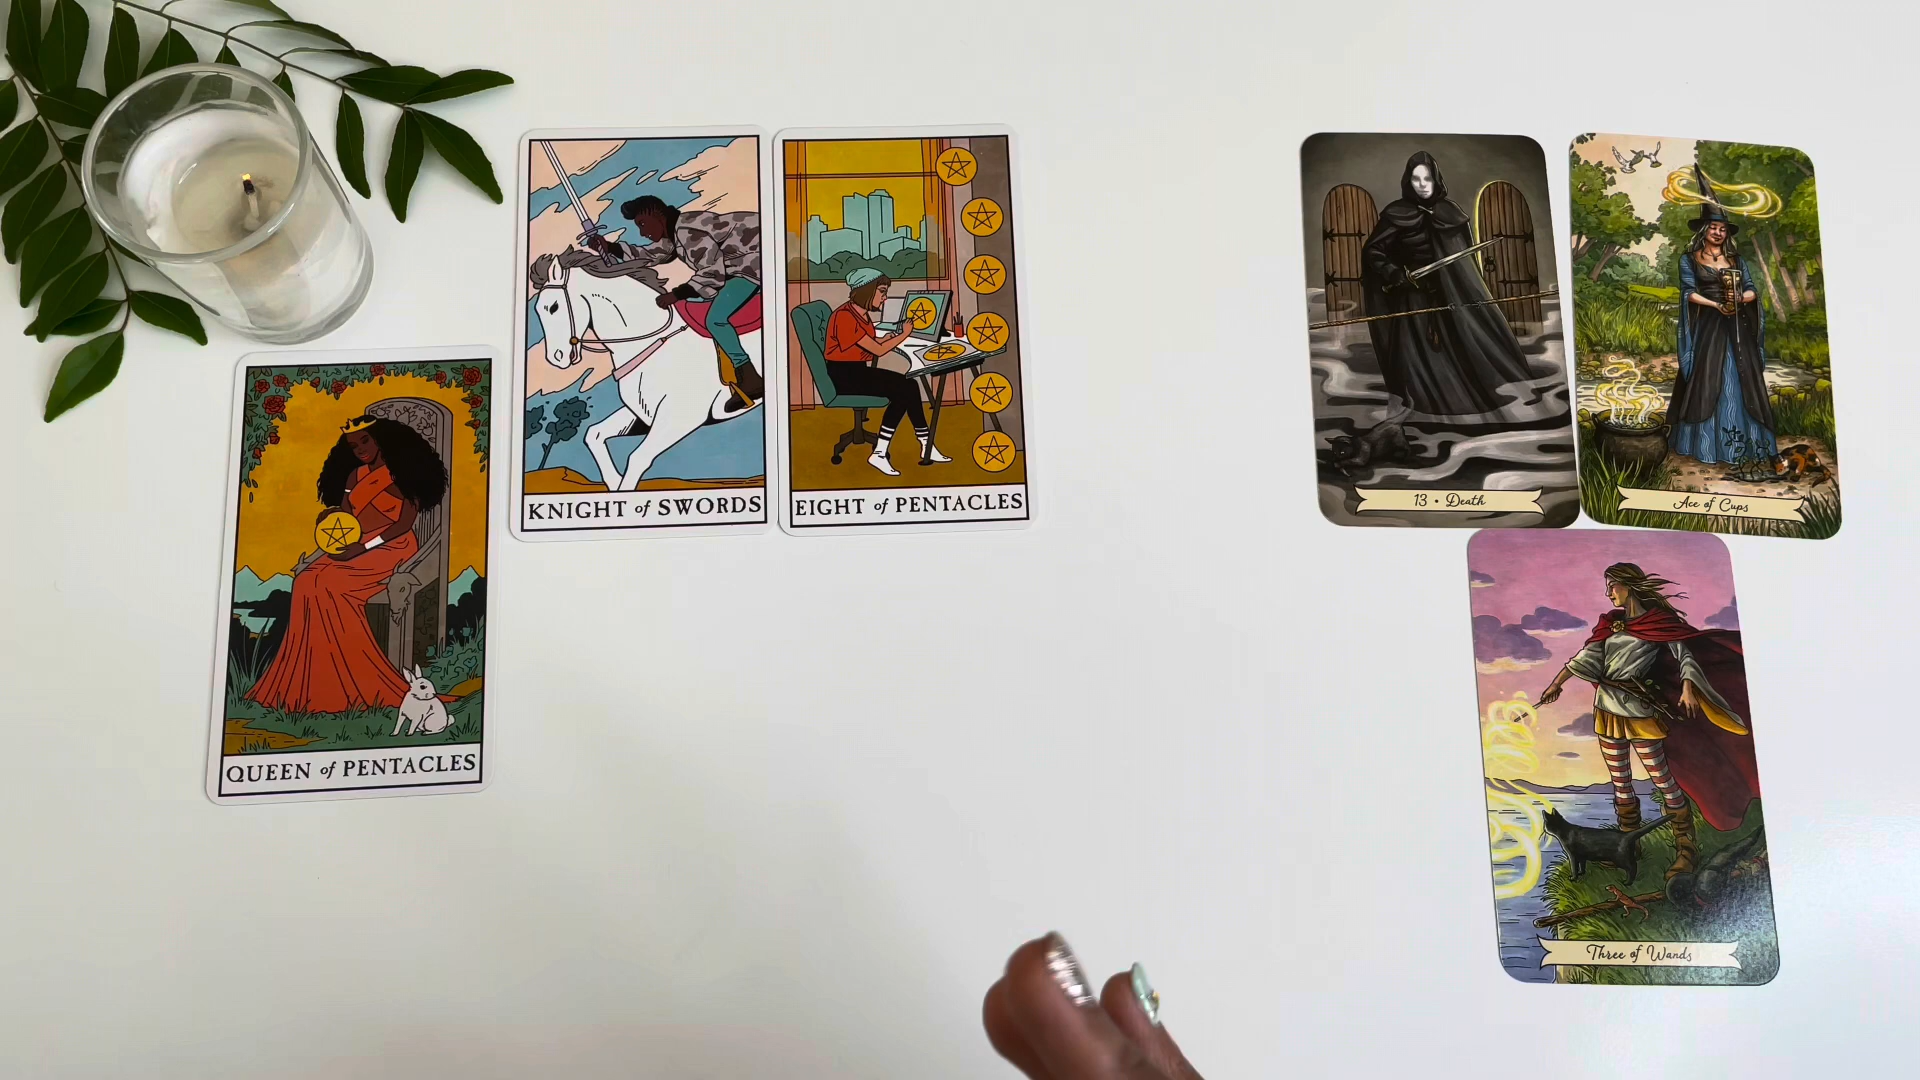 KNIGHT of SWORDS
EIGHT of PENTACLES
13 • Death
Ace of Cups
QUEEN of PENTACLES
Three of Wands